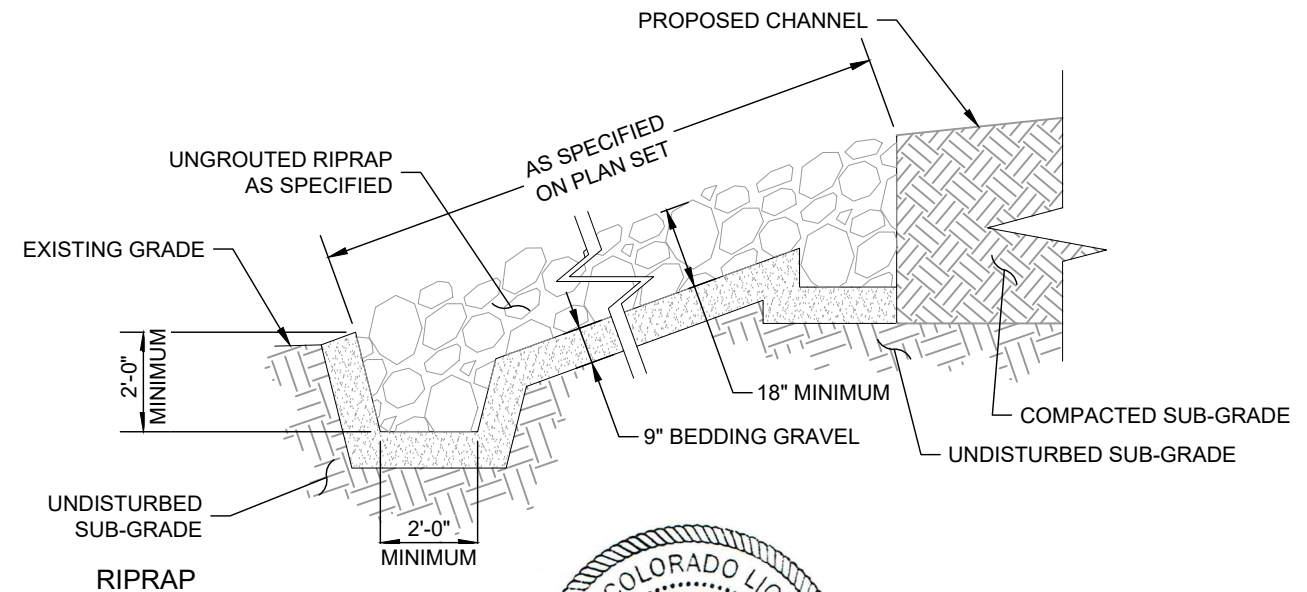 PROPOSED CHANNEL
UNGROUTED RIPRAP
AS SPECIFIED
AS SPECIFIED
ON PLAN SET
EXISTING GRADE
2'-0"
MINIMUM
18" MINIMUM
9" BEDDING GRAVEL
COMPACTED SUB-GRADE
UNDISTURBED SUB-GRADE
UNDISTURBED
SUB-GRADE
2'-0"
MINIMUM
RIPRAP
COLORADO